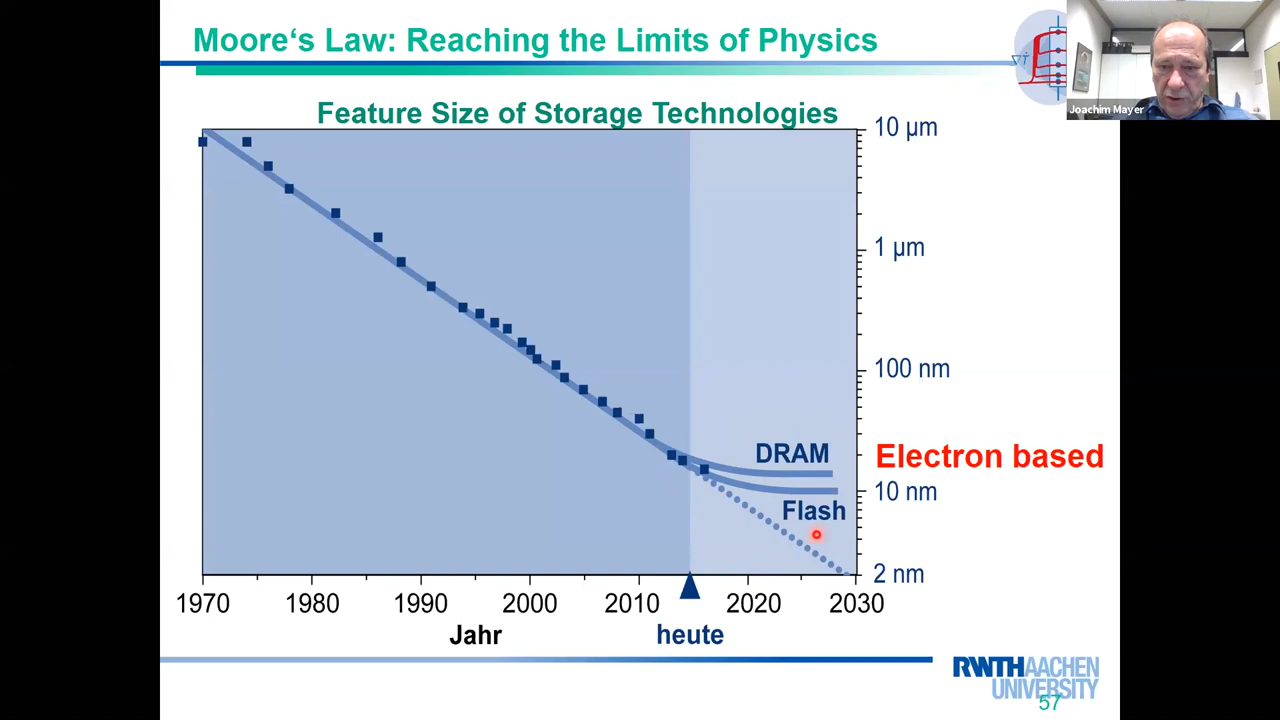 Moore‘s Law: Reaching the Limits of Physics
Joachim Mayer
Feature Size of Storage Technologies
10 µm
1 µm
100 nm
DRAM
Electron based
10 nm
Flash
2 nm
1970 1980 1990 2000 2010 2020 2030
Jahr heute
RWTHAACHEN
UNIVERSITY
57